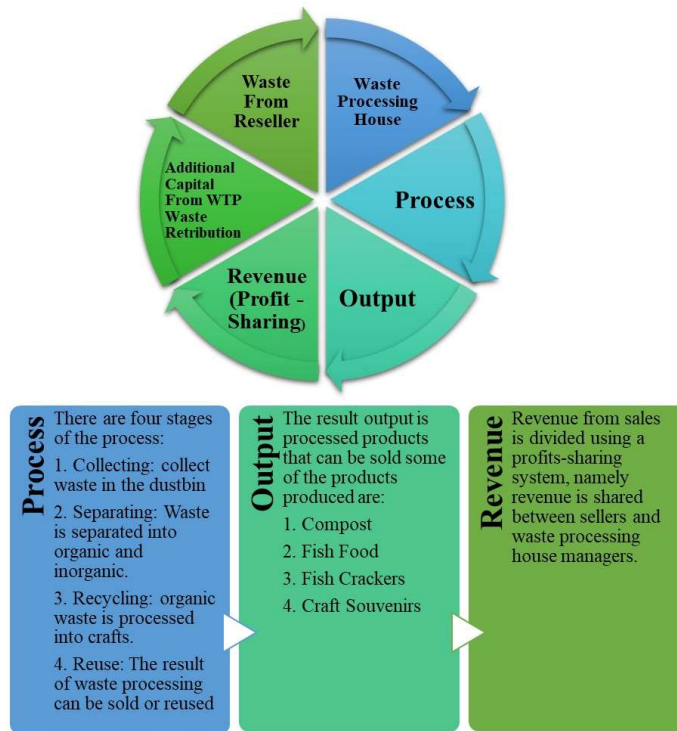 Waste
From
Reseller
Waste
Processing
House
Process
Output
Revenue
(Profit -
Sharing)
Additional
Capital
From WTP
Waste
Retribution
Process
There are four stages
of the process:
1. Collecting: collect
waste in the dustbin
2. Separating: Waste
is separated into
organic and
inorganic.
3. Recycling: organic
waste is processed
into crafts.
4. Reuse: The result
of waste processing
can be sold or reused
Output
The result output is
processed products
that can be sold some
of the products
produced are:
1. Compost
2. Fish Food
3. Fish Crackers
4. Craft Souvenirs
Revenue
Revenue from sales
is divided using a
profits-sharing
system, namely
revenue is shared
between sellers and
waste processing
house managers.